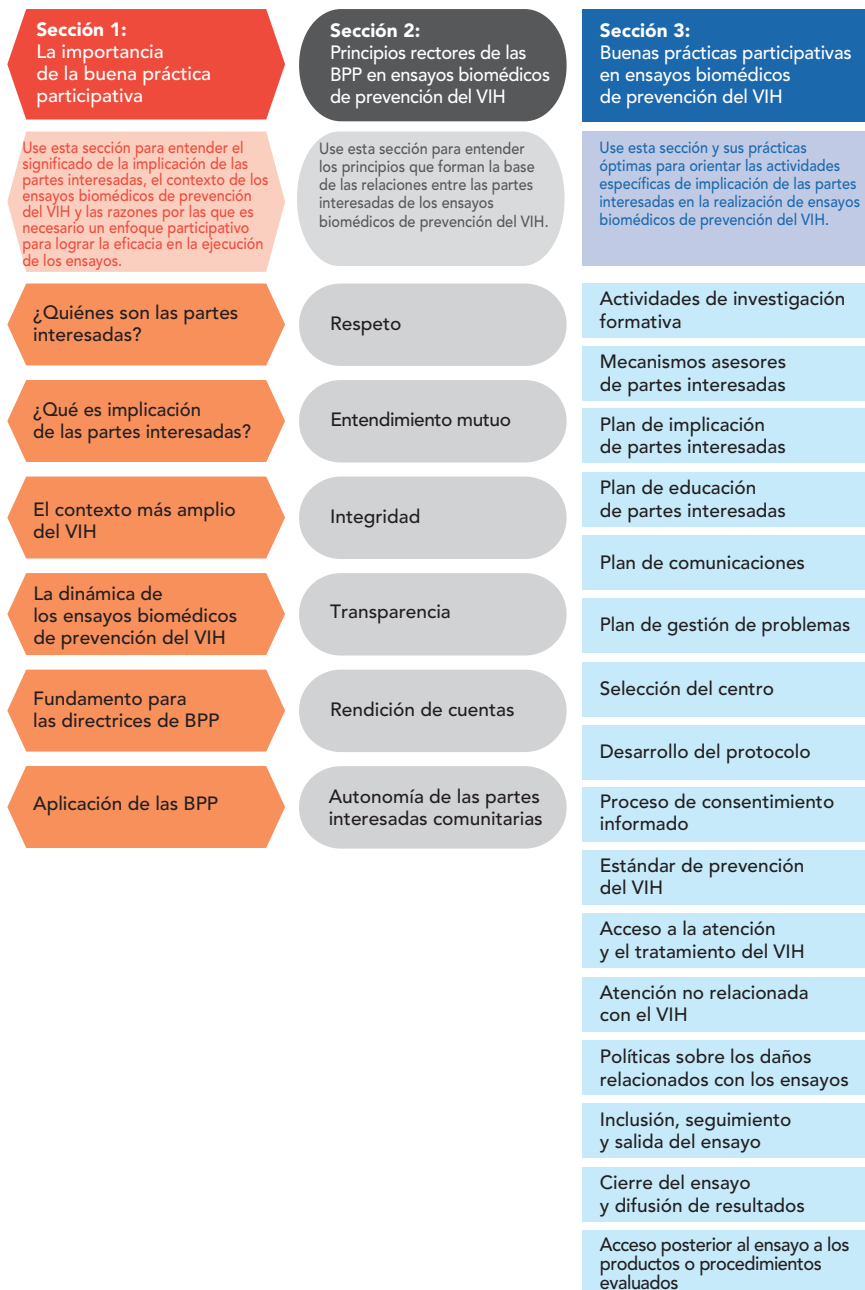 Sección 1:
La importancia
de la buena práctica
participativa
Use esta sección para entender el
significado de la implicación de las
partes interesadas, el contexto de los
ensayos biomédicos de prevención
del VIH y las razones por las que es
necesario un enfoque participativo
para lograr la eficacia en la ejecución
de los ensayos.
¿Quiénes son las partes
interesadas?
¿Qué es implicación
de las partes interesadas?
El contexto más amplio
del VIH
La dinámica de
los ensayos biomédicos
de prevención del VIH
Fundamento para
las directrices de BPP
Aplicación de las BPP
Sección 2:
Principios rectores de las
BPP en ensayos biomédicos
de prevención del VIH
Use esta sección para entender
los principios que forman la base
de las relaciones entre las partes
interesadas de los ensayos
biomédicos de prevención del VIH.
Respeto
Entendimiento mutuo
Integridad
Transparencia
Rendición de cuentas
Autonomía de las partes
interesadas comunitarias
Sección 3:
Buenas prácticas participativas
en ensayos biomédicos
de prevención del VIH
Use esta sección y sus prácticas
óptimas para orientar las actividades
específicas de implicación de las partes
interesadas en la realización de ensayos
biomédicos de prevención del VIH.
Actividades de investigación
formativa
Mecanismos asesores
de partes interesadas
Plan de implicación
de partes interesadas
Plan de educación
de partes interesadas
Plan de comunicaciones
Plan de gestión de problemas
Selección del centro
Desarrollo del protocolo
Proceso de consentimiento
informado
Estándar de prevención
del VIH
Acceso a la atención
y el tratamiento del VIH
Atención no relacionada
con el VIH
Políticas sobre los daños
relacionados con los ensayos
Inclusión, seguimiento
y salida del ensayo
Cierre del ensayo
y difusión de resultados
Acceso posterior al ensayo a los
productos o procedimientos
evaluados